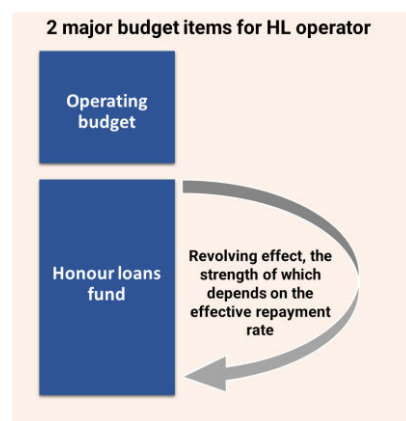 2 major budget items for HL operator
Operating
budget
Honour loans
fund
Revolving effect, the
strength of which
depends on the
effective repayment
rate